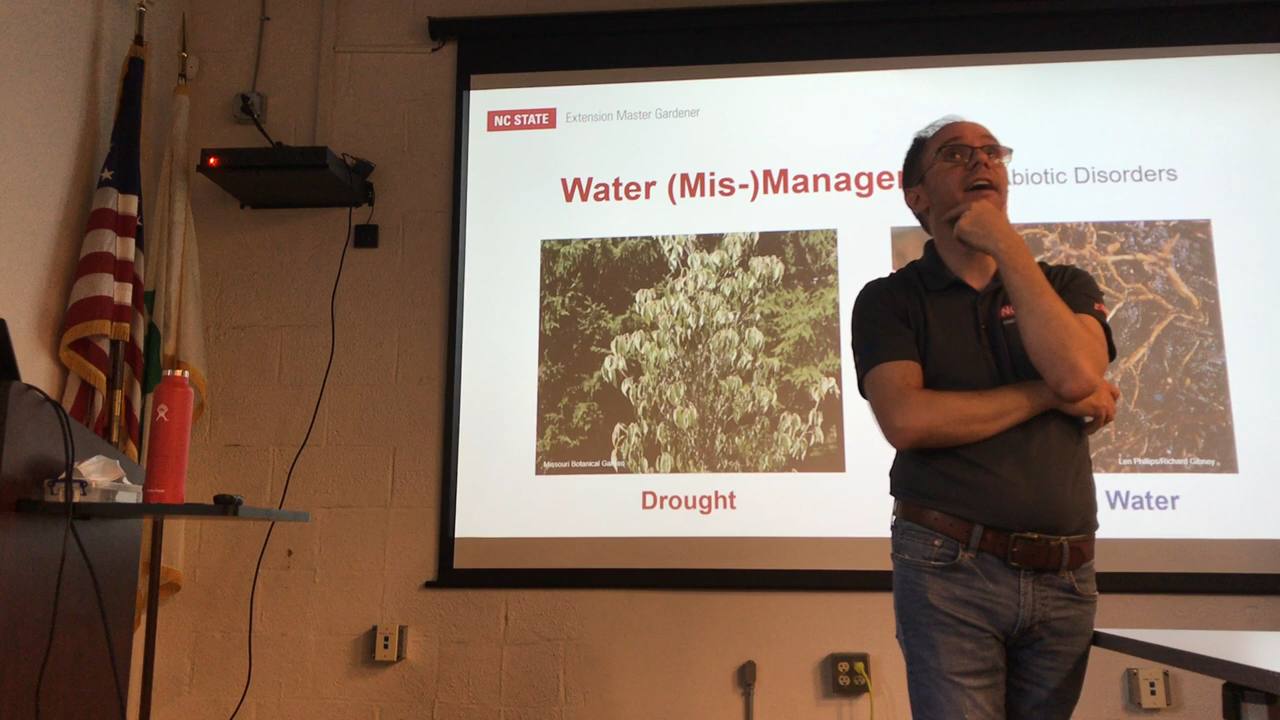 NC STATE Extension Master Gardener
Water (Mis-)Manage
biotic Disorders
Missouri Botanical Garden
Len Phillips/Richard Gibney
Drought
Water
NC